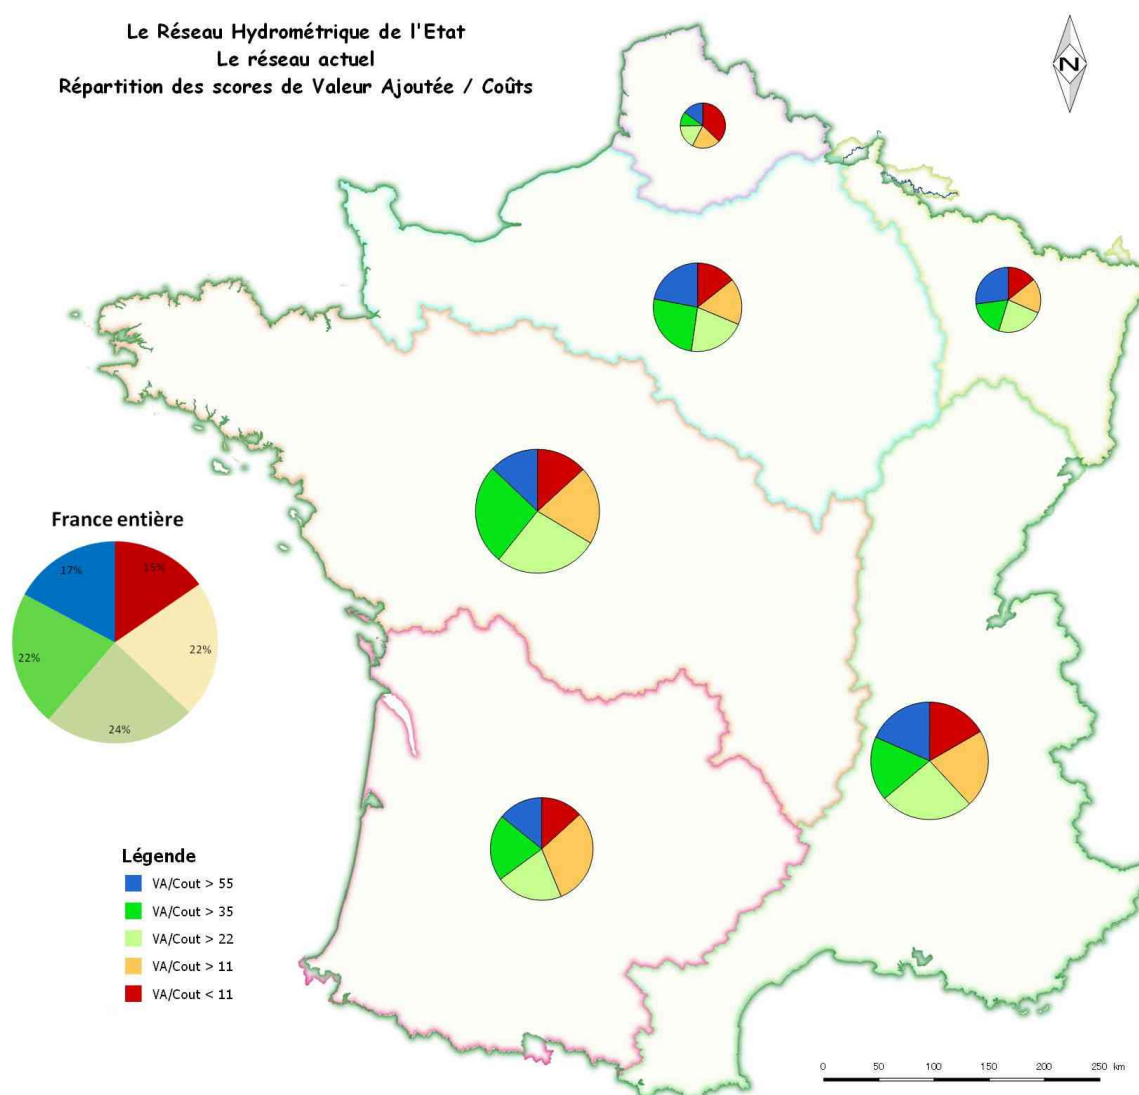 Le Réseau Hydrométrique de l'Etat
Le réseau actuel
Répartition des scores de Valeur Ajoutée / Coûts
N
France entière
17%
15%
22%
22%
24%
Légende
VA/Cout > 55
VA/Cout > 35
VA/Cout > 22
VA/Cout > 11
VA/Cout < 11
0 50 100 150 200 250 km